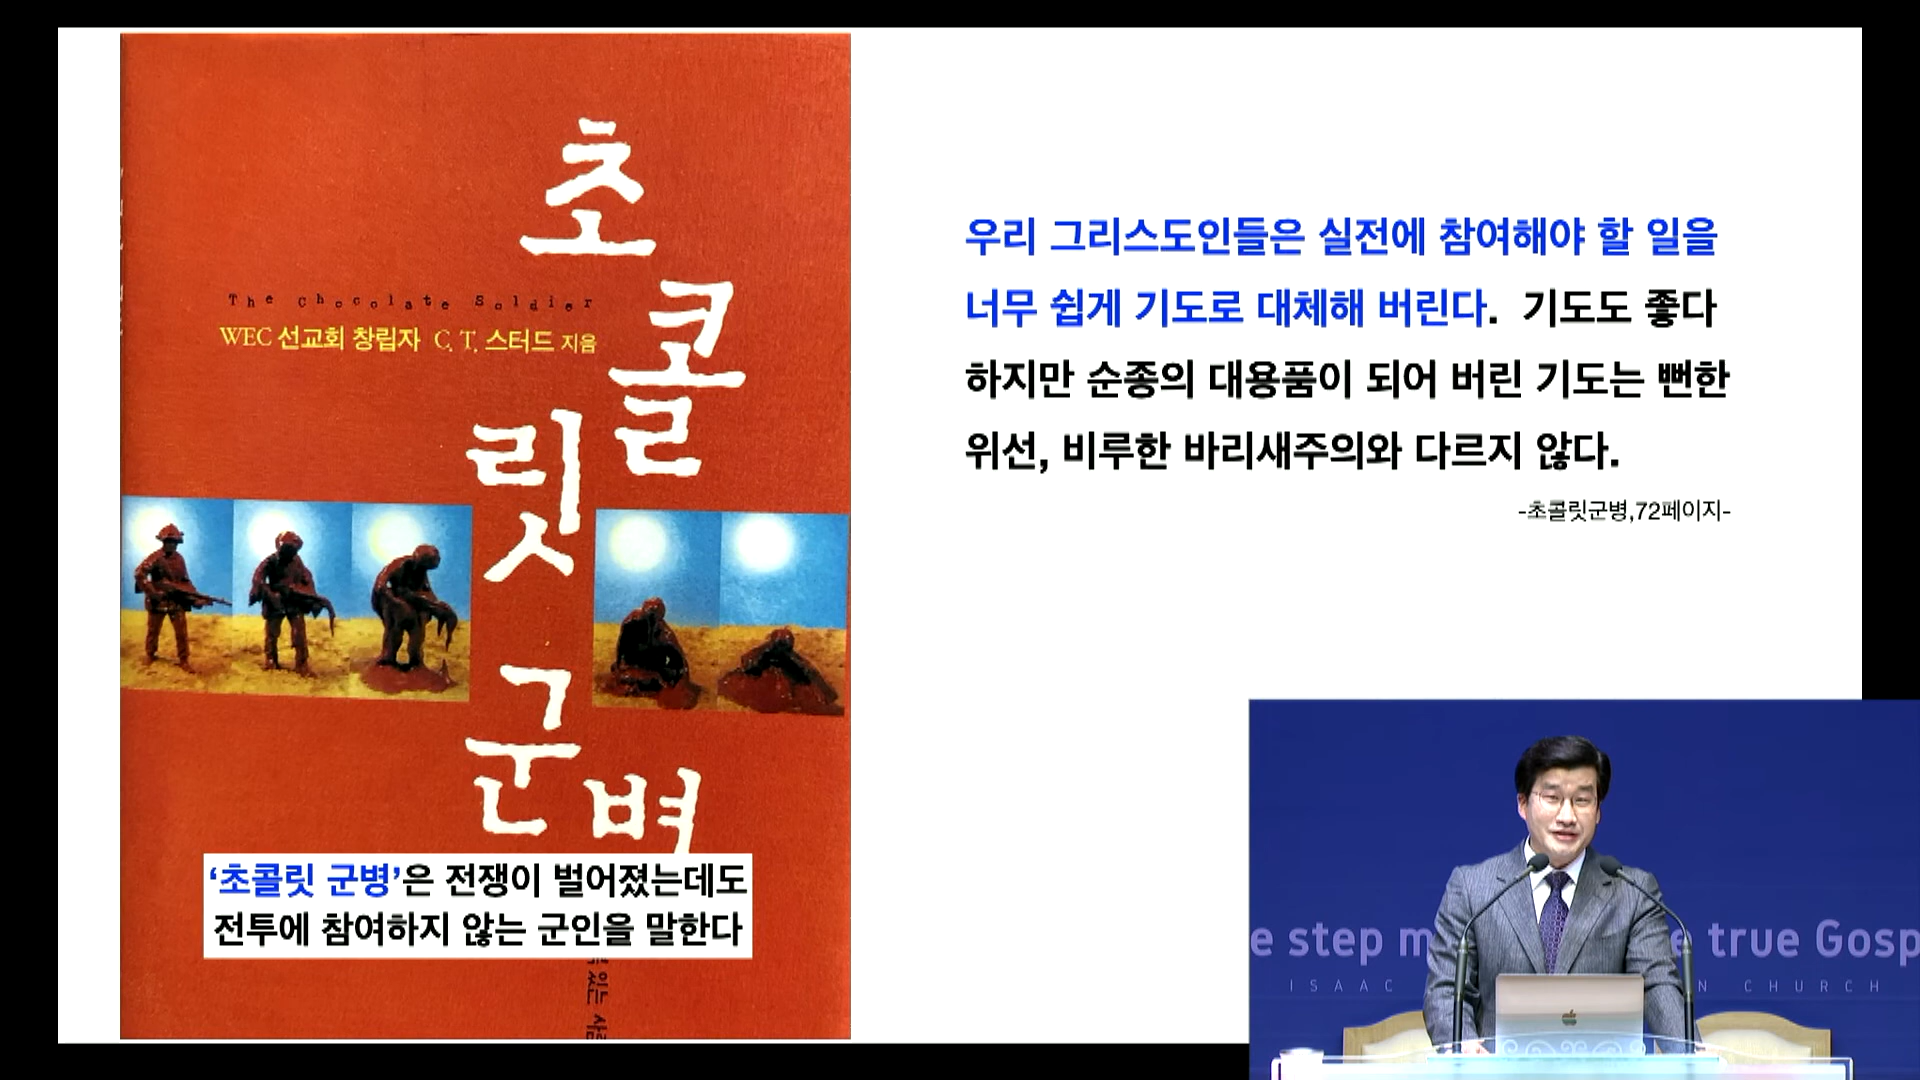 초콜릿 군병
The Chocolate Soldier
WEC 선교회 창립자 C. T. 스터드 지음
‘초콜릿 군병’은 전쟁이 벌어졌는데도
전투에 참여하지 않는 군인을 말한다
있는
우리 그리스도인들은 실전에 참여해야 할 일을
너무 쉽게 기도로 대체해 버린다. 기도도 좋다
하지만 순종의 대용품이 되어 버린 기도는 뻔한
위선, 비루한 바리새주의와 다르지 않다.
-초콜릿군병,72페이지-
e step m e true Gosp
ISAAC N CHURCH